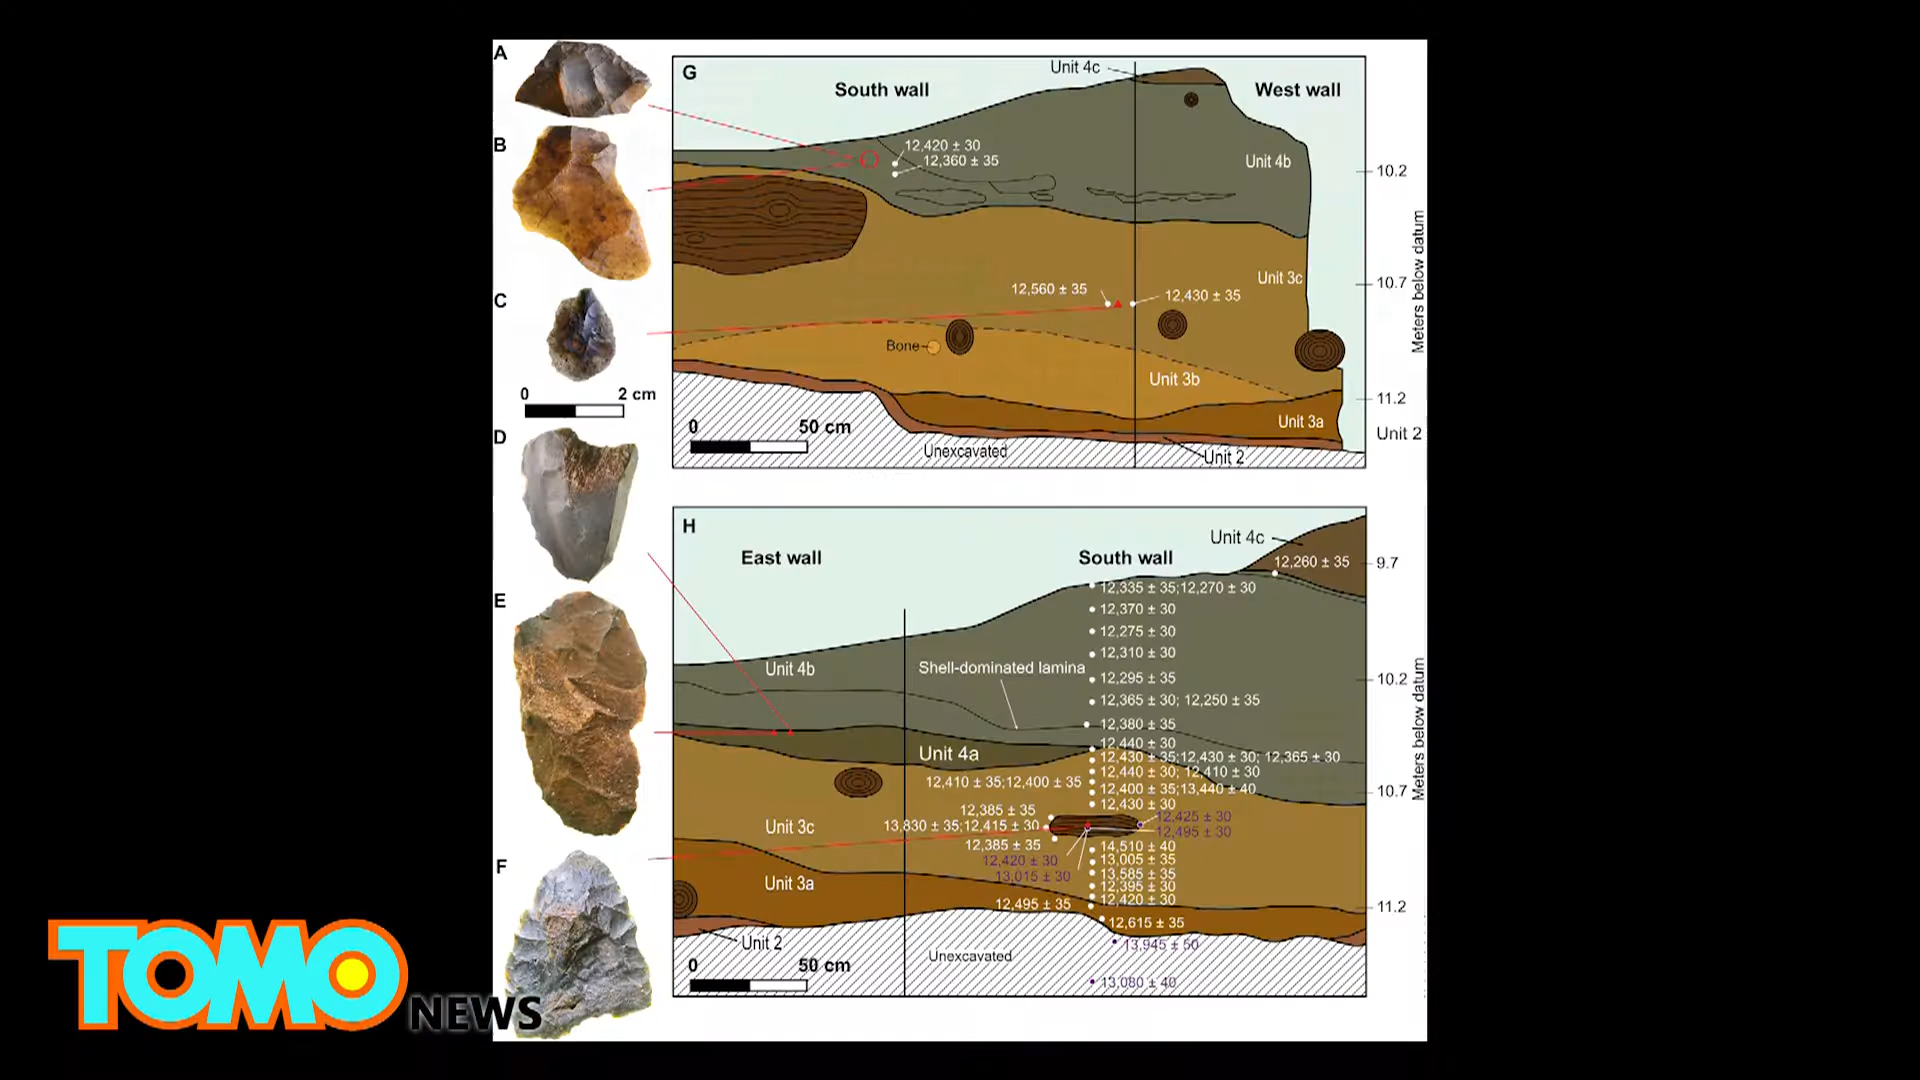 A
B
C
0 2 cm
D
E
F
G
South wall
Unit 4c
West wall
12,420 ± 30
12,360 ± 35
Unit 4b
10.2
12,560 ± 35
12,430 ± 35
Unit 3c
10.7
Meters below datum
Bone
Unit 3b
11.2
0 50 cm
Unit 3a
Unit 2
Unexcavated
Unit 2
H
East wall
South wall
Unit 4c
12,260 ± 35
9.7
12,335 ± 35;12,270 ± 30
12,370 ± 30
12,275 ± 30
12,310 ± 30
Unit 4b
Shell-dominated lamina
12,295 ± 35
10.2
12,365 ± 30; 12,250 ± 35
12,380 ± 35
12,440 ± 30
Unit 4a
12,430 ± 35;12,430 ± 30; 12,365 ± 30
12,440 ± 30; 12,410 ± 30
12,410 ± 35;12,400 ± 35
12,400 ± 35;13,440 ± 40
10.7
Meters below datum
12,430 ± 30
12,385 ± 35
12,425 ± 30
Unit 3c
13,830 ± 35;12,415 ± 30
12,495 ± 30
12,385 ± 35
14,510 ± 40
12,420 ± 30
13,005 ± 35
13,015 ± 30
13,585 ± 35
Unit 3a
12,395 ± 30
12,420 ± 30
12,495 ± 35
11.2
12,615 ± 35
Unit 2
13,945 ± 50
Unexcavated
0 50 cm
13,080 ± 40
TOMO
NEWS